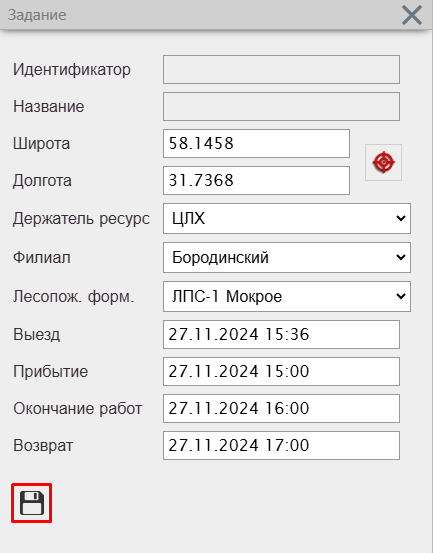 Задание
Идентификатор
Название
Широта 58.1458
Долгота 31.7368
Держатель ресурс ЦЛХ
Филиал Бородинский
Лесопож. форм. ЛПС-1 Мокрое
Выезд 27.11.2024 15:36
Прибытие 27.11.2024 15:00
Окончание работ 27.11.2024 16:00
Возврат 27.11.2024 17:00